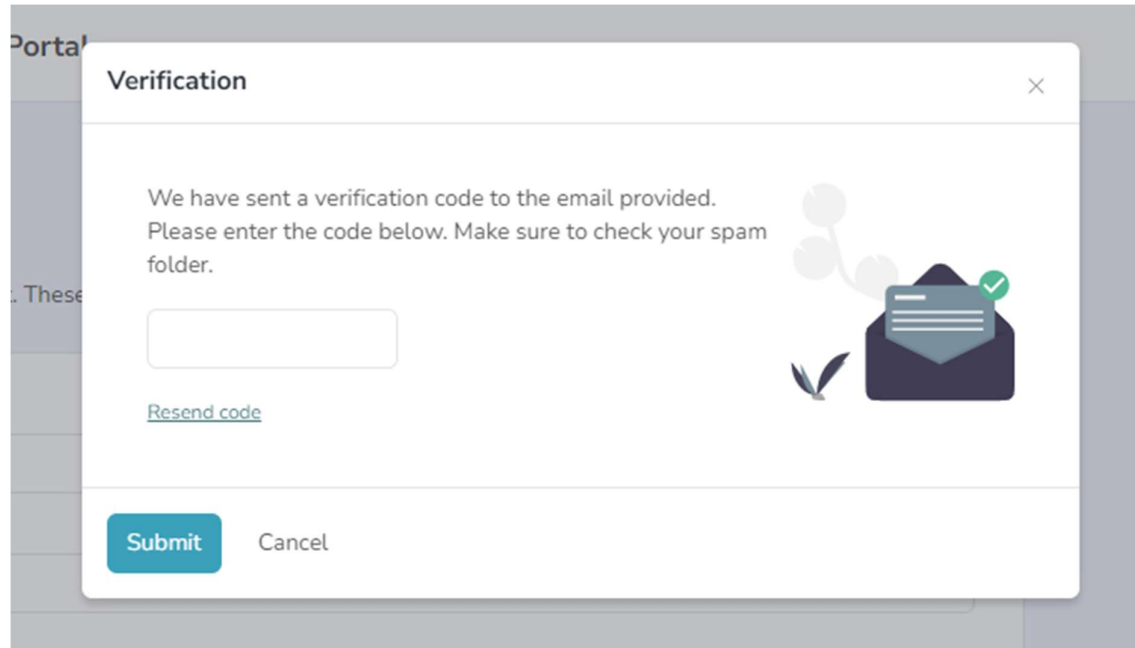 Portal
Verification
We have sent a verification code to the email provided.
Please enter the code below. Make sure to check your spam
folder.
. These
Resend code
Submit
Cancel